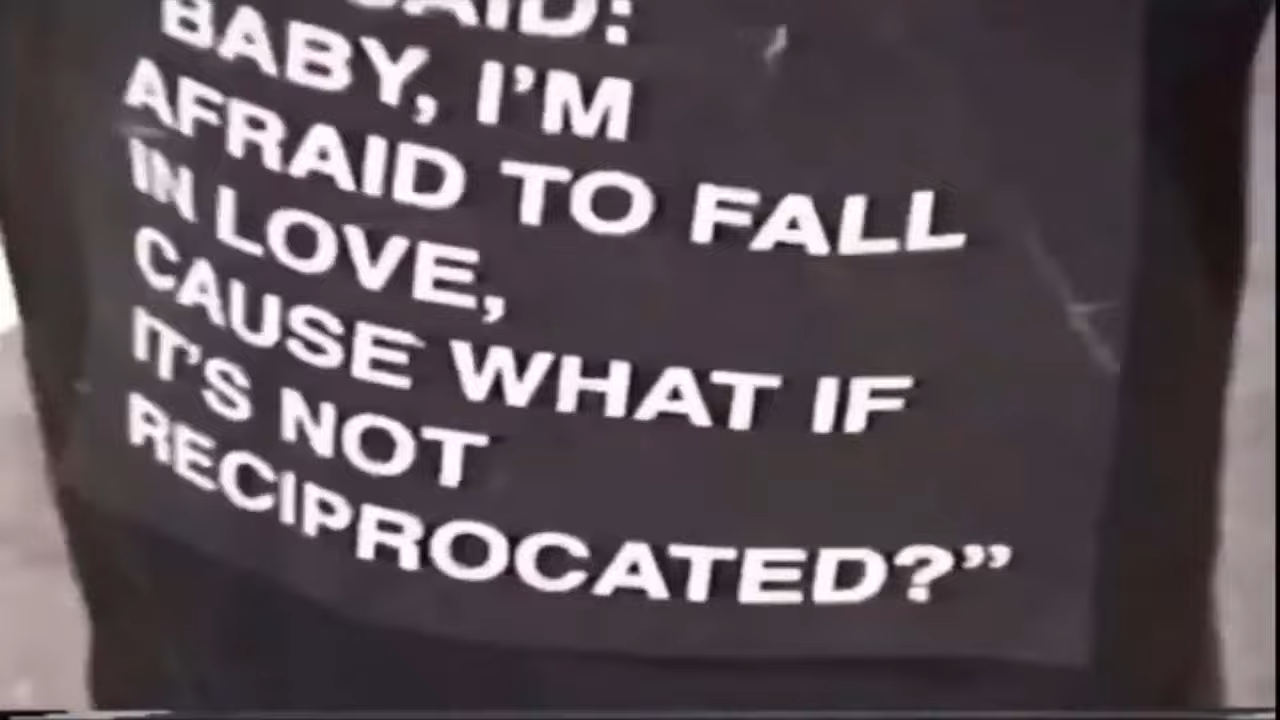 BABY, I'M
AFRAID TO FALL
IN LOVE,
CAUSE WHAT IF
IT'S NOT
RECIPROCATED?”